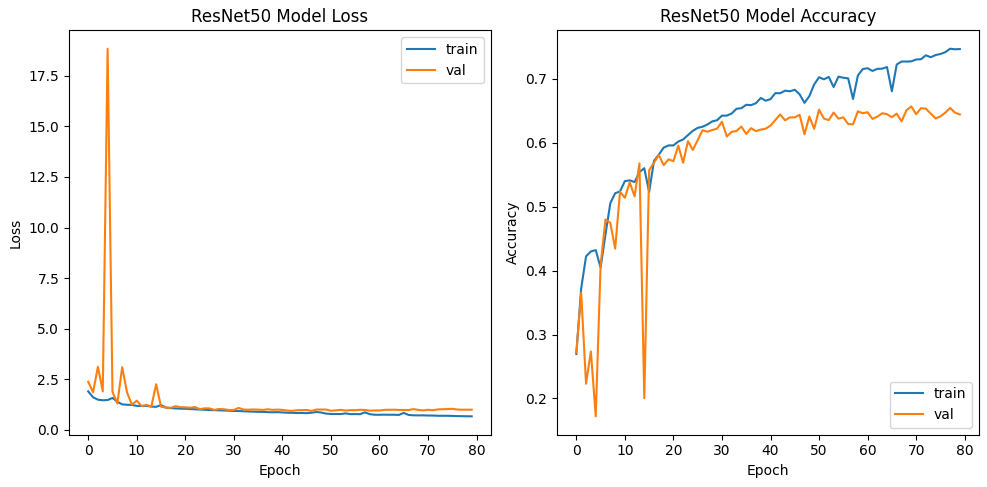 ResNet50 Model Loss
train
val
17.5
15.0
12.5
10.0
7.5
5.0
2.5
0.0
Loss
0 10 20 30 40 50 60 70 80
Epoch
ResNet50 Model Accuracy
0.7
0.6
0.5
0.4
0.3
0.2
Accuracy
train
val
0 10 20 30 40 50 60 70 80
Epoch